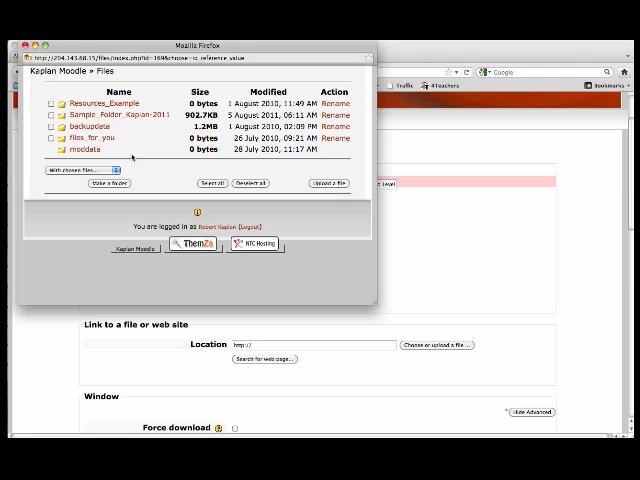 Mozilla Firefox
http://204.143.68.15/files/index.php?id=169&choose=id_reference_value
Kaplan Moodle » Files
Name Size Modified Action
Resources_Example 0 bytes 1 August 2010, 11:49 AM Rename
Sample_Folder_Kaplan-2011 902.7KB 5 August 2011, 06:11 AM Rename
backupdata 1.2MB 1 August 2010, 02:09 PM Rename
files_for_you 0 bytes 26 July 2010, 09:21 AM Rename
moddata 0 bytes 28 July 2010, 11:17 AM
With chosen files...
Make a folder Select all Deselect all Upload a file
You are logged in as Robert Kaplan (Logout)
Kaplan Moodle ThemZa NTC Hosting
Google
Traffic 4Teachers Bookmarks
Level
Link to a file or web site
Location http:// Choose or upload a file ...
Search for web page...
Window
* Hide Advanced
Force download